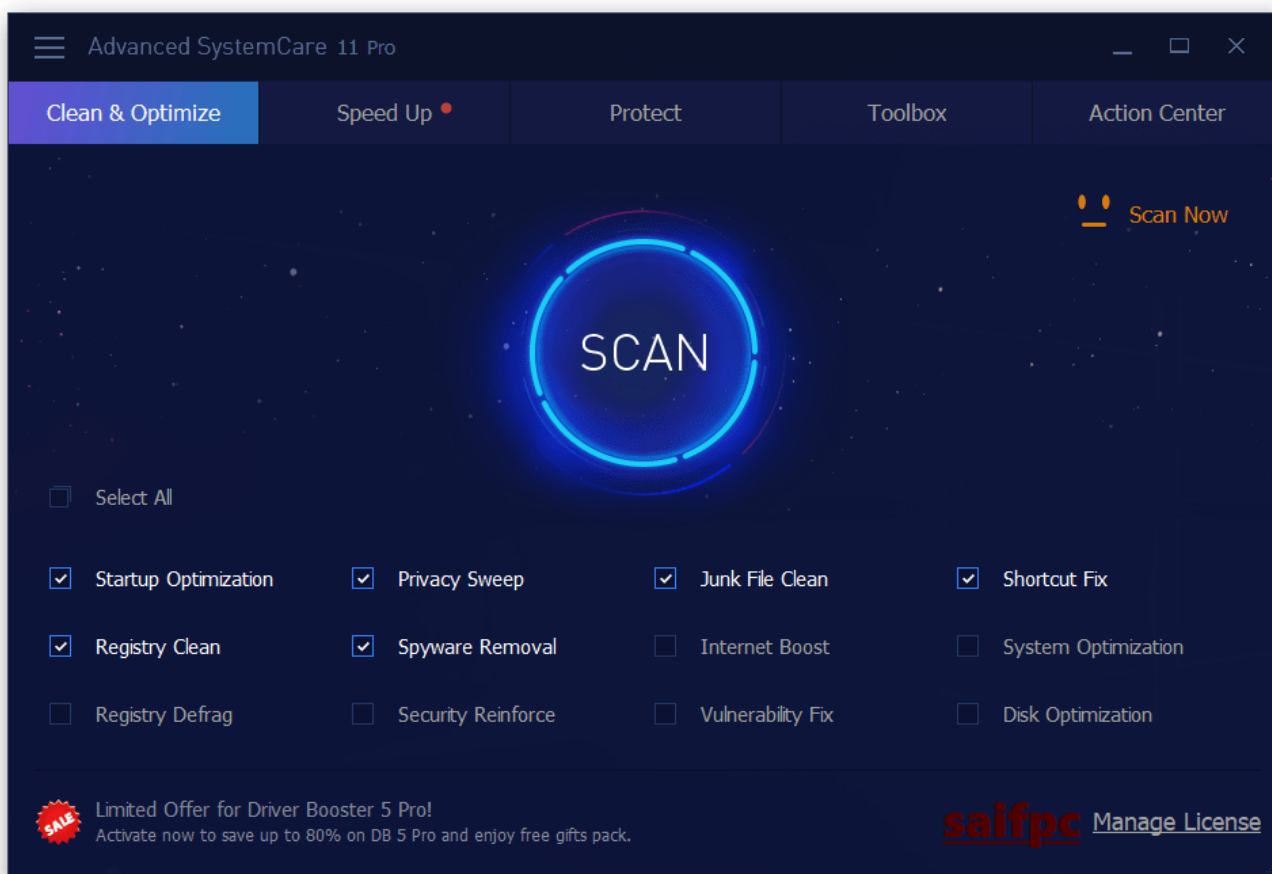 Advanced SystemCare 11 Pro
Clean & Optimize Speed Up Protect Toolbox Action Center
Scan Now
SCAN
Select All
Startup Optimization Privacy Sweep Junk File Clean Shortcut Fix
Registry Clean Spyware Removal Internet Boost System Optimization
Registry Defrag Security Reinforce Vulnerability Fix Disk Optimization
SALE
Limited Offer for Driver Booster 5 Pro!
Activate now to save up to 80% on DB 5 Pro and enjoy free gifts pack.
saifpc Manage License